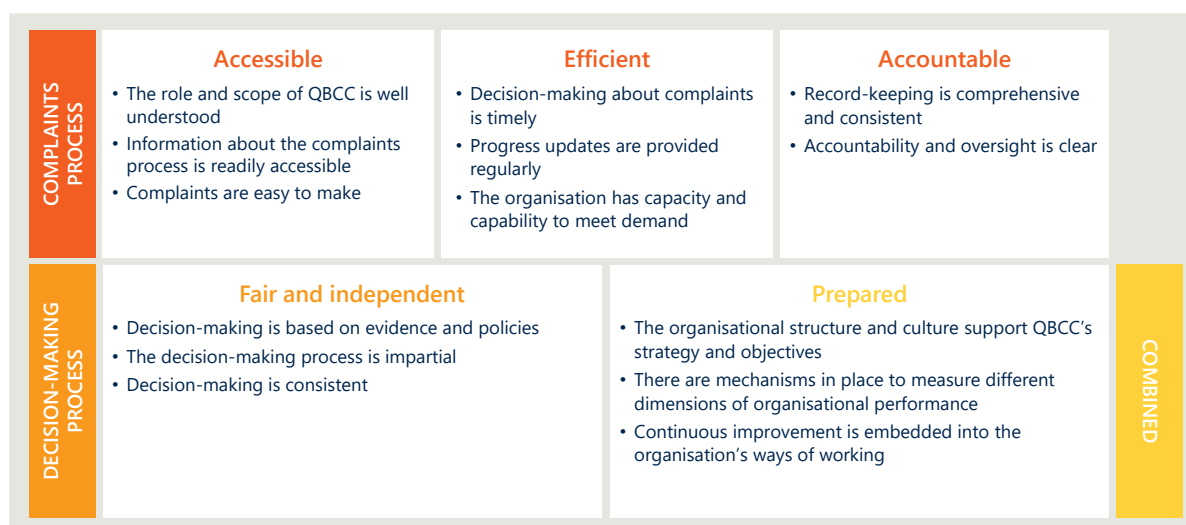 COMPLAINTS
PROCESS
Accessible
• The role and scope of QBCC is well
understood
• Information about the complaints
process is readily accessible
• Complaints are easy to make
Efficient
• Decision-making about complaints
is timely
• Progress updates are provided
regularly
• The organisation has capacity and
capability to meet demand
Accountable
• Record-keeping is comprehensive
and consistent
• Accountability and oversight is clear
DECISION-MAKING
PROCESS
Fair and independent
• Decision-making is based on evidence and policies
• The decision-making process is impartial
• Decision-making is consistent
Prepared
• The organisational structure and culture support QBCC’s
strategy and objectives
• There are mechanisms in place to measure different
dimensions of organisational performance
• Continuous improvement is embedded into the
organisation’s ways of working
COMBINED